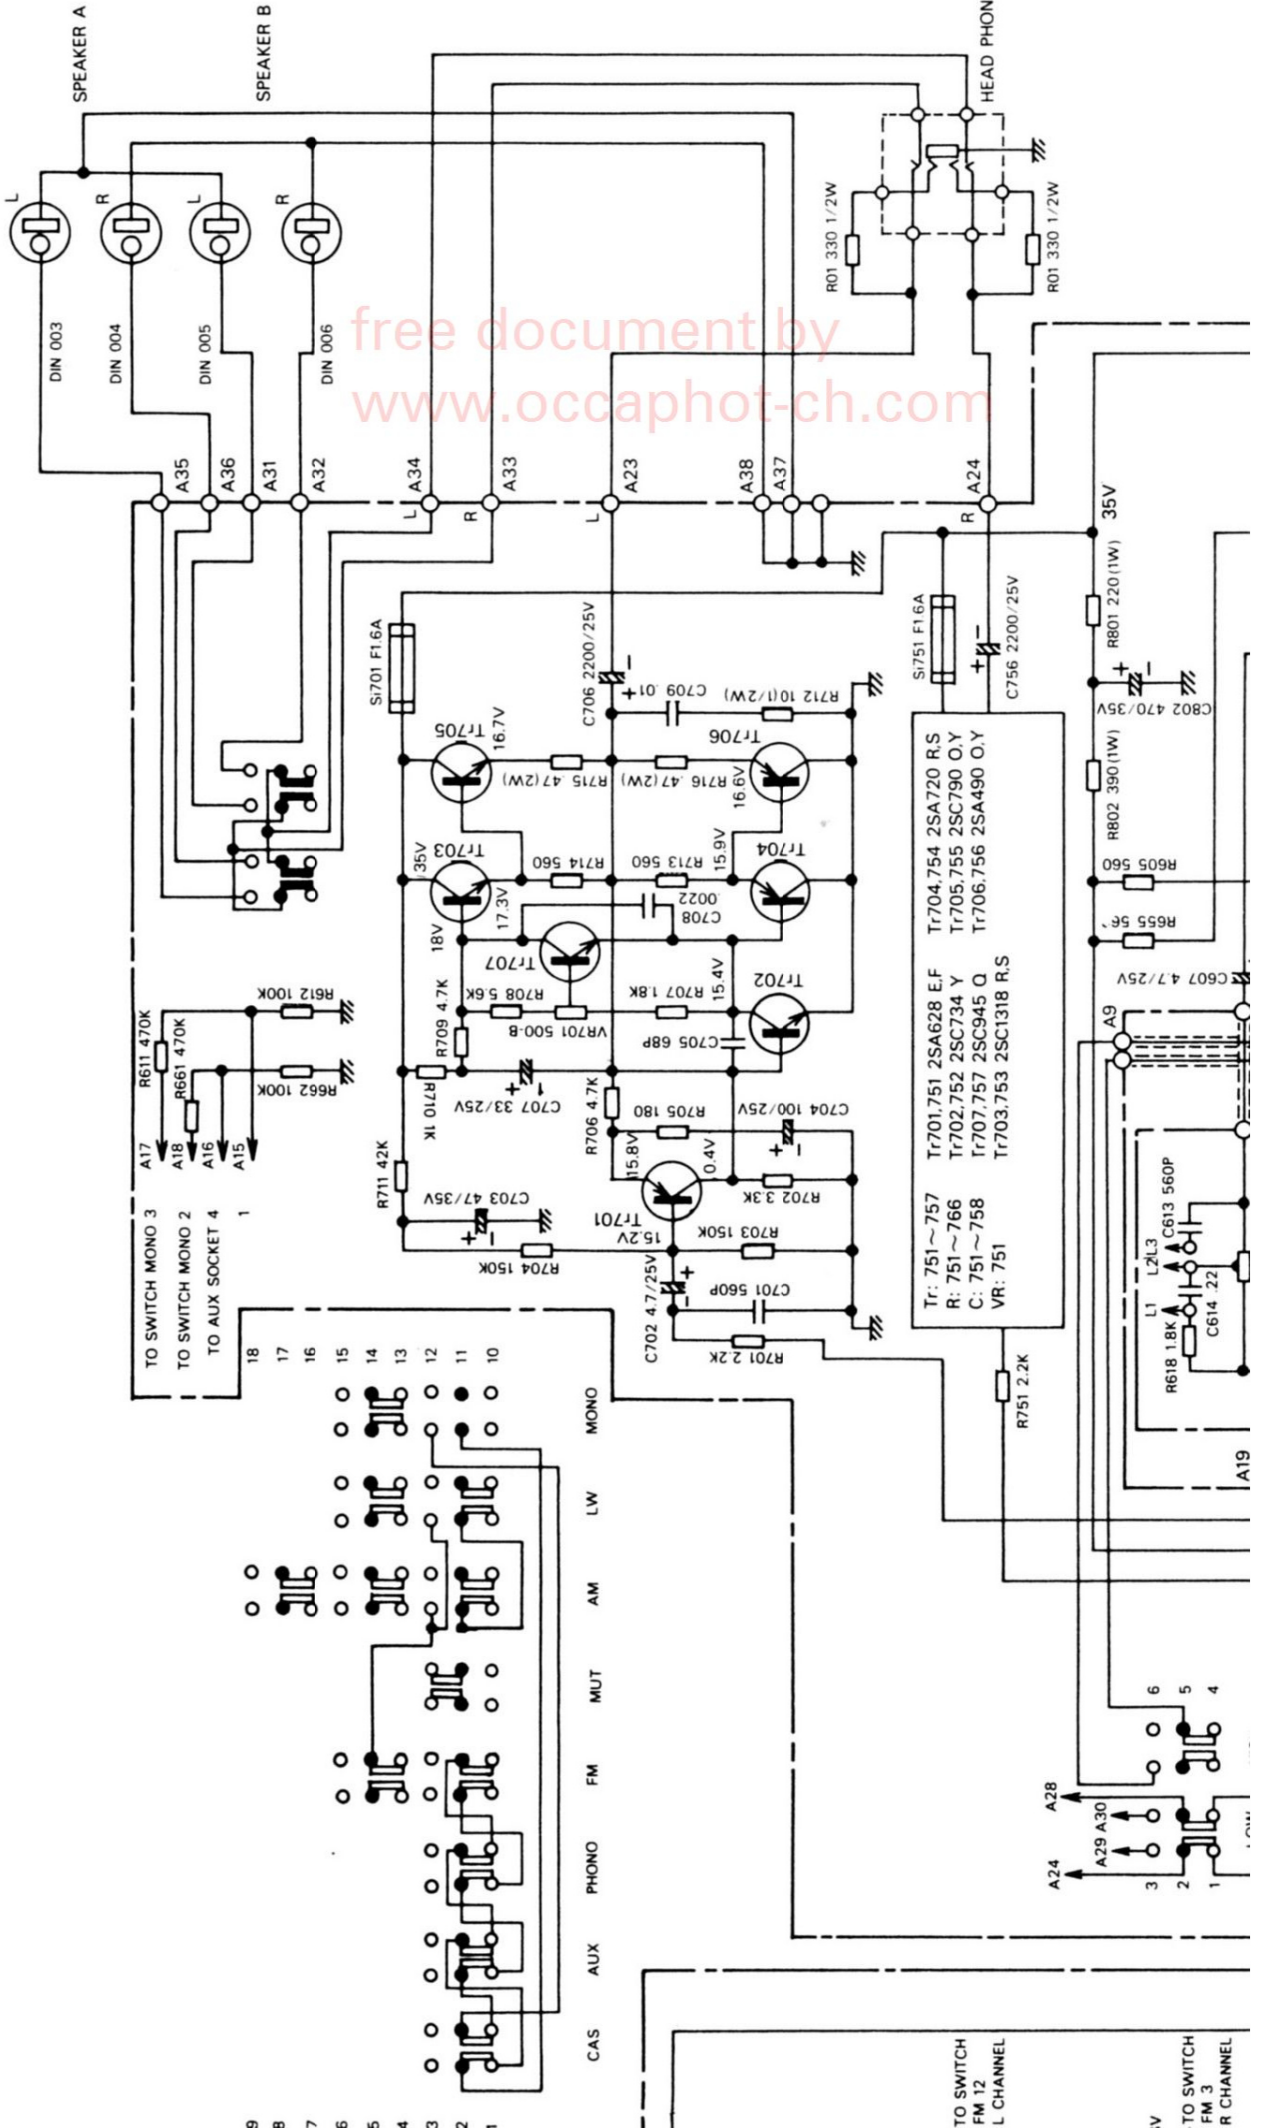 SPEAKER A
SPEAKER B
HEAD PHON
L
R
L
R
DIN 003
DIN 004
DIN 005
DIN 006
R01 330 1/2W
R01 330 1/2W
free document by
www.occaphot-ch.com
A35
A36
A31
A32
A34
L
A33
R
A23
L
A38
A37
A24
R
35V
Si701 F1.6A
C706 2200/25V
+
−
Si751 F1.6A
C756 2200/25V
+ −
R801 220 (1W)
C709 .01
R712 10(1/2W)
C802 470/35V
+
−
R802 390 (1W)
Tr705
16.7V
R715 .47(2W)
R716 .47(2W)
Tr706
16.6V
35V
Tr703
18V
17.3V
R714 560
R713 560
15.9V
Tr704
C708
.0022
Tr707
R605 560
R655 56
C607 4.7/25V
R709 4.7K
R708 5.6K
VR701 500-B
R707 1.8K
15.4V
Tr702
C705 68P
R710 1K
C707 33/25V
+
R706 4.7K
R705 180
C704 100/25V
+
−
R711 42K
C703 47/35V
+
−
15.8V
0.4V
Tr701
15.2V
R702 3.3K
R703 150K
R704 150K
C702 4.7/25V
−
+
C701 560P
R701 2.2K
Tr: 751～757
R: 751～766
C: 751～758
VR: 751
Tr701,751 2SA628 E,F
Tr702,752 2SC734 Y
Tr707,757 2SC945 Q
Tr703,753 2SC1318 R,S
Tr704,754 2SA720 R,S
Tr705,755 2SC790 O,Y
Tr706,756 2SA490 O,Y
R751 2.2K
R611 470K
R661 470K
R612 100K
R662 100K
A17
A18
A16
A15
TO SWITCH MONO 3
TO SWITCH MONO 2
TO AUX SOCKET 4
1
A9
C613 560P
L3
L2
L1
C614 .22
R618 1.8K
A19
18
17
16
15
14
13
12
11
10
MONO
LW
AM
MUT
FM
PHONO
AUX
CAS
6
5
4
A28
A30
A29
A24
3
2
1
9
8
7
6
5
4
3
2
1
TO SWITCH
FM 12
L CHANNEL
TO SWITCH
FM 3
R CHANNEL